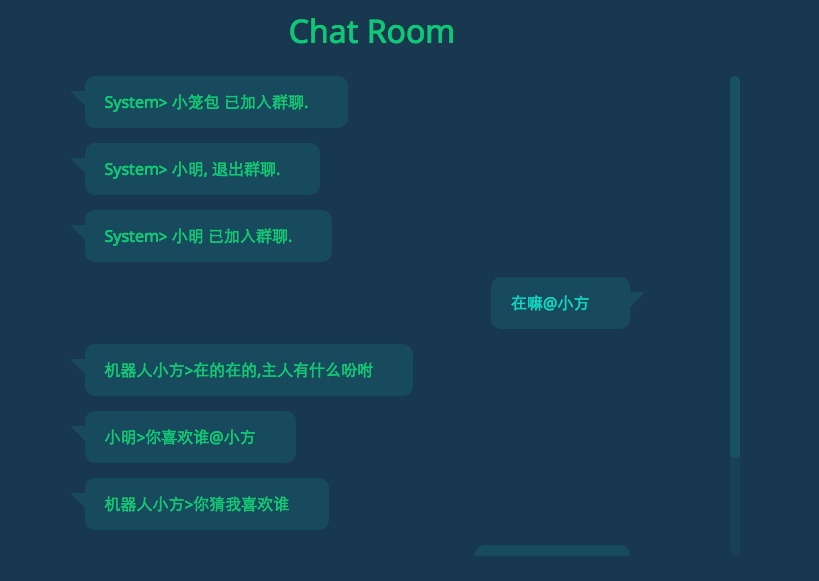 Chat Room
System> 小笼包 已加入群聊.
System> 小明, 退出群聊.
System> 小明 已加入群聊.
在嘛@小方
机器人小方>在的在的,主人有什么吩咐
小明>你喜欢谁@小方
机器人小方>你猜我喜欢谁